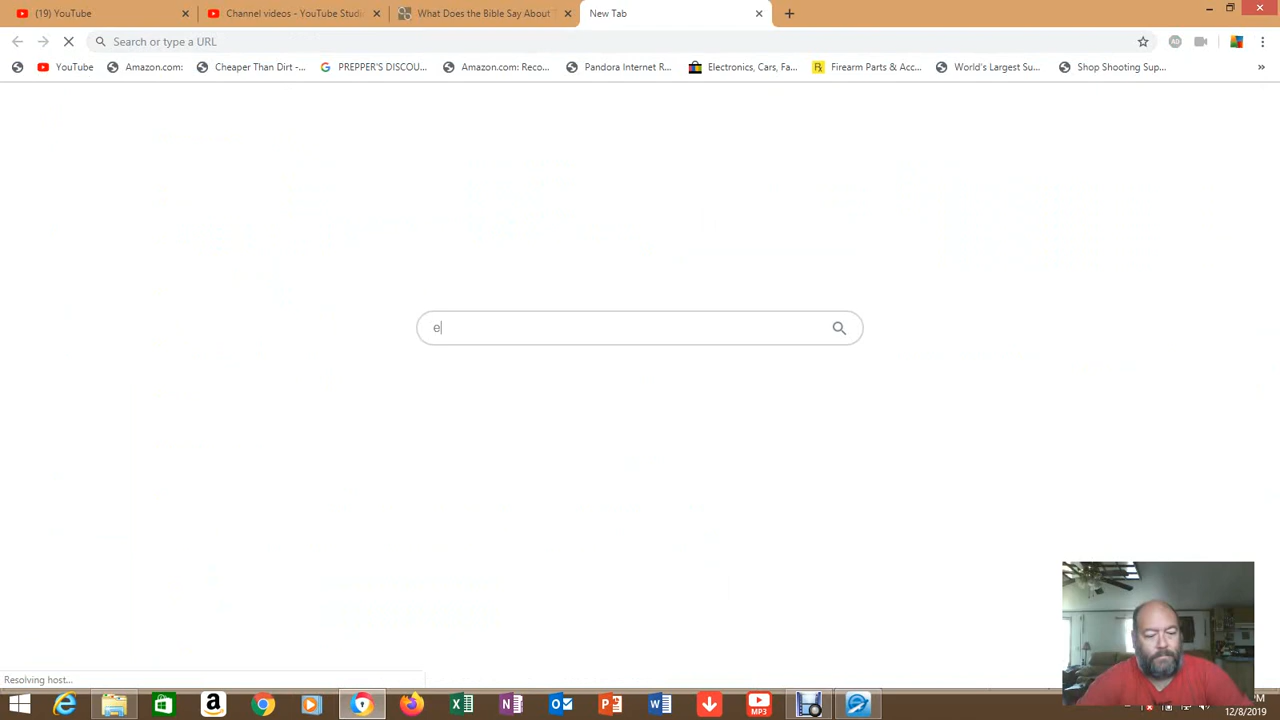 (19) YouTube
Channel videos - YouTube Studi
What Does the Bible Say About
New Tab
Search or type a URL
AD
YouTube
Amazon.com:
Cheaper Than Dirt -...
PREPPER'S DISCOU...
Amazon.com: Reco...
Pandora Internet R...
Electronics, Cars, Fa...
Firearm Parts & Acc...
World's Largest Su...
Shop Shooting Sup...
e
Resolving host...
MP3
12/8/2019